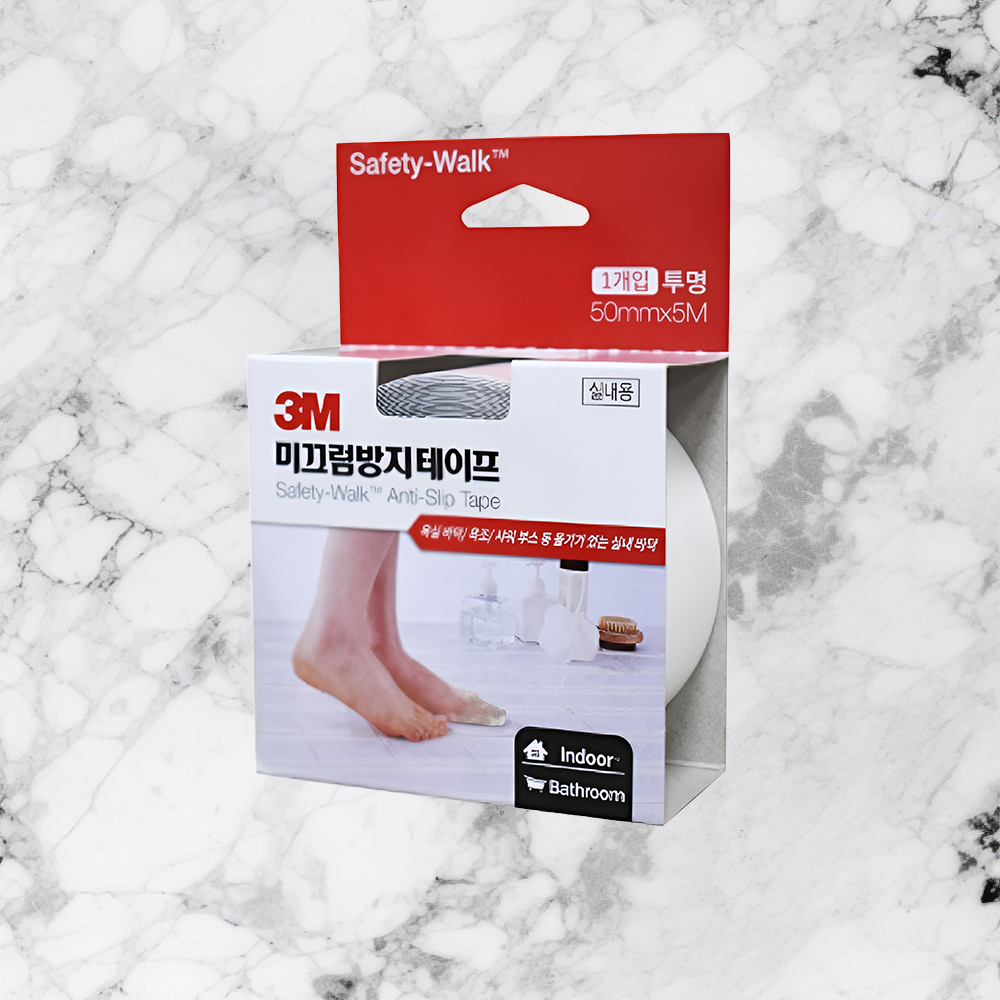 Safety-Walk™
1개입 투명
50mmx5M
실내용
3M
미끄럼방지테이프
Safety-Walk™ Anti-Slip Tape
욕실 바닥/ 욕조/ 샤워 부스 등 물기가 있는 실내 바닥
Indoor
Bathroom